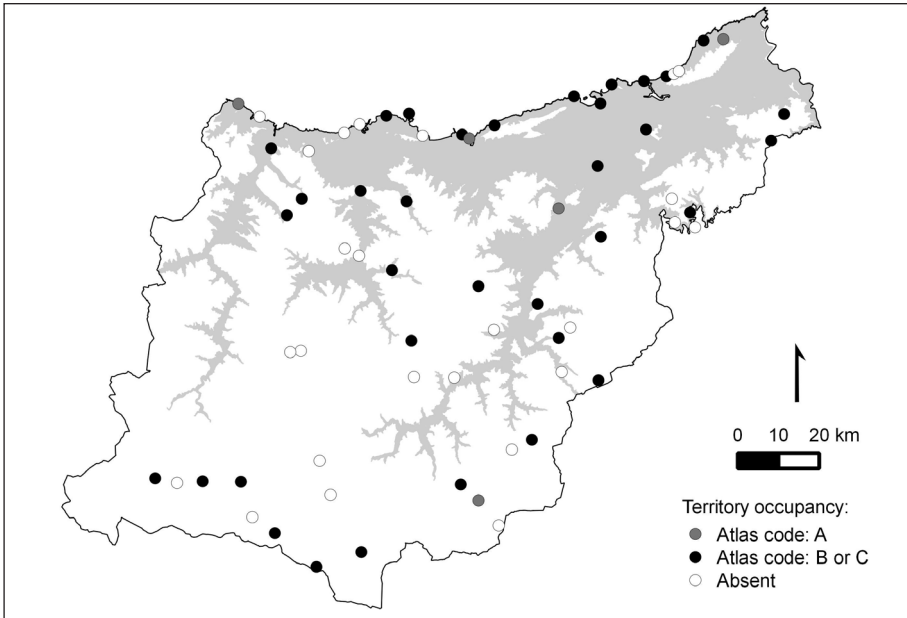 0 10 20 km
Territory occupancy:
Atlas code: A
Atlas code: B or C
Absent